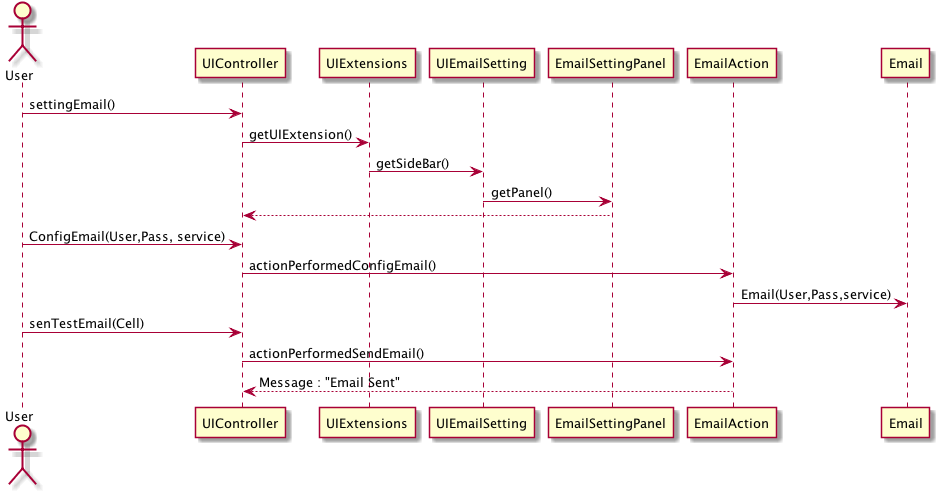 User
UIController
UIExtensions
UIEmailSetting
EmailSettingPanel
EmailAction
Email
settingEmail()
getUIExtension()
getSideBar()
getPanel()
ConfigEmail(User,Pass, service)
actionPerformedConfigEmail()
Email(User,Pass,service)
senTestEmail(Cell)
actionPerformedSendEmail()
Message : "Email Sent"
User
UIController
UIExtensions
UIEmailSetting
EmailSettingPanel
EmailAction
Email